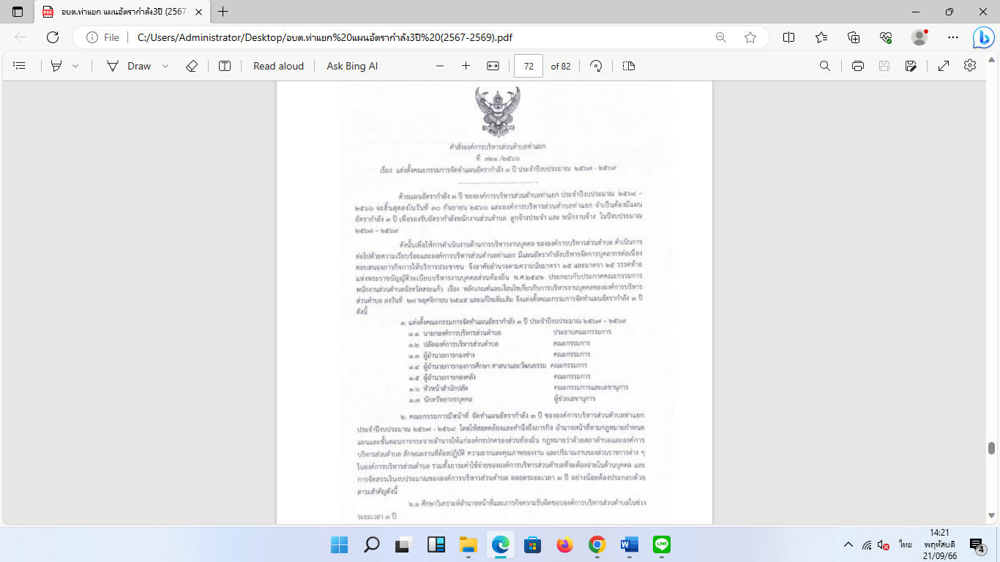 อบต.ท่าแยก แผนอัตรากำลัง3ปี (2567-
File
C:/Users/Administrator/Desktop/อบต.ท่าแยก%20แผนอัตรากำลัง3ปี%20(2567-2569).pdf
Draw
Read aloud
Ask Bing AI
72
of 82
คำสั่งองค์การบริหารส่วนตำบลท่าแยก
ที่ ๓๒๑ /๒๕๖๖
เรื่อง แต่งตั้งคณะกรรมการจัดทำแผนอัตรากำลัง ๓ ปี ประจำปีงบประมาณ ๒๕๖๗ - ๒๕๖๙
ด้วยแผนอัตรากำลัง ๓ ปี ขององค์การบริหารส่วนตำบลท่าแยก ประจำปีงบประมาณ ๒๕๖๔ –
๒๕๖๖ จะสิ้นสุดลงในวันที่ ๓๐ กันยายน ๒๕๖๖ และองค์การบริหารส่วนตำบลท่าแยก จำเป็นต้องมีแผน
อัตรากำลัง ๓ ปี เพื่อรองรับอัตรากำลังพนักงานส่วนตำบล ลูกจ้างประจำ และ พนักงานจ้าง ในปีงบประมาณ
๒๕๖๗ – ๒๕๖๙
ดังนั้นเพื่อให้การดำเนินงานด้านการบริหารงานบุคคล ขององค์การบริหารส่วนตำบล ดำเนินการ
ต่อไปด้วยความเรียบร้อยและองค์การบริหารส่วนตำบลท่าแยก มีแผนอัตรากำลังบริหารจัดการบุคลากรต่อเนื่อง
ตอบสนองภารกิจการให้บริการประชาชน จึงอาศัยอำนาจตามความนัยมาตรา ๑๕ และมาตรา ๒๕ วรรคท้าย
แห่งพระราชบัญญัติระเบียบบริหารงานบุคคลส่วนท้องถิ่น พ.ศ.๒๕๔๒ ประกอบกับประกาศคณะกรรมการ
พนักงานส่วนตำบลจังหวัดสระแก้ว เรื่อง หลักเกณฑ์และเงื่อนไขเกี่ยวกับการบริหารงานบุคคลขององค์การบริหาร
ส่วนตำบล ลงวันที่ ๒๗ พฤศจิกายน ๒๕๔๕ และแก้ไขเพิ่มเติม จึงแต่งตั้งคณะกรรมการจัดทำแผนอัตรากำลัง ๓ ปี
ดังนี้
๑. แต่งตั้งคณะกรรมการจัดทำแผนอัตรากำลัง ๓ ปี ประจำปีงบประมาณ ๒๕๖๗ – ๒๕๖๙
๑.๑ นายกองค์การบริหารส่วนตำบล ประธานคณะกรรมการ
๑.๒ ปลัดองค์การบริหารส่วนตำบล คณะกรรมการ
๑.๓ ผู้อำนวยการกองช่าง คณะกรรมการ
๑.๔ ผู้อำนวยการกองการศึกษา ศาสนาและวัฒนธรรม คณะกรรมการ
๑.๕ ผู้อำนวยการกองคลัง คณะกรรมการ
๑.๖ หัวหน้าสำนักปลัด คณะกรรมการและเลขานุการ
๑.๗ นักทรัพยากรบุคคล ผู้ช่วยเลขานุการ
๒. คณะกรรมการมีหน้าที่ จัดทำแผนอัตรากำลัง ๓ ปี ขององค์การบริหารส่วนตำบลท่าแยก
ประจำปีงบประมาณ ๒๕๖๗ - ๒๕๖๙ โดยให้สอดคล้องและคำนึงถึงภารกิจ อำนาจหน้าที่ตามกฎหมายกำหนด
แผนและขั้นตอนการกระจายอำนาจให้แก่องค์กรปกครองส่วนท้องถิ่น กฎหมายว่าด้วยสภาตำบลและองค์การ
บริหารส่วนตำบล ลักษณะงานที่ต้องปฏิบัติ ความยากและคุณภาพของงาน และปริมาณงานของส่วนราชการต่าง ๆ
ในองค์การบริหารส่วนตำบล รวมทั้งภาระค่าใช้จ่ายขององค์การบริหารส่วนตำบลที่จะต้องจ่ายในด้านบุคคล และ
การจัดสรรเงินงบประมาณขององค์การบริหารส่วนตำบล ตลอดระยะเวลา ๓ ปี อย่างน้อยต้องประกอบด้วย
สาระสำคัญดังนี้
๒.๑ ศึกษาวิเคราะห์อำนาจหน้าที่และภารกิจความรับผิดชอบองค์การบริหารส่วนตำบลในช่วง
ระยะเวลา ๓ ปี
ไทย
14:21
พฤหัสบดี
21/09/66
4